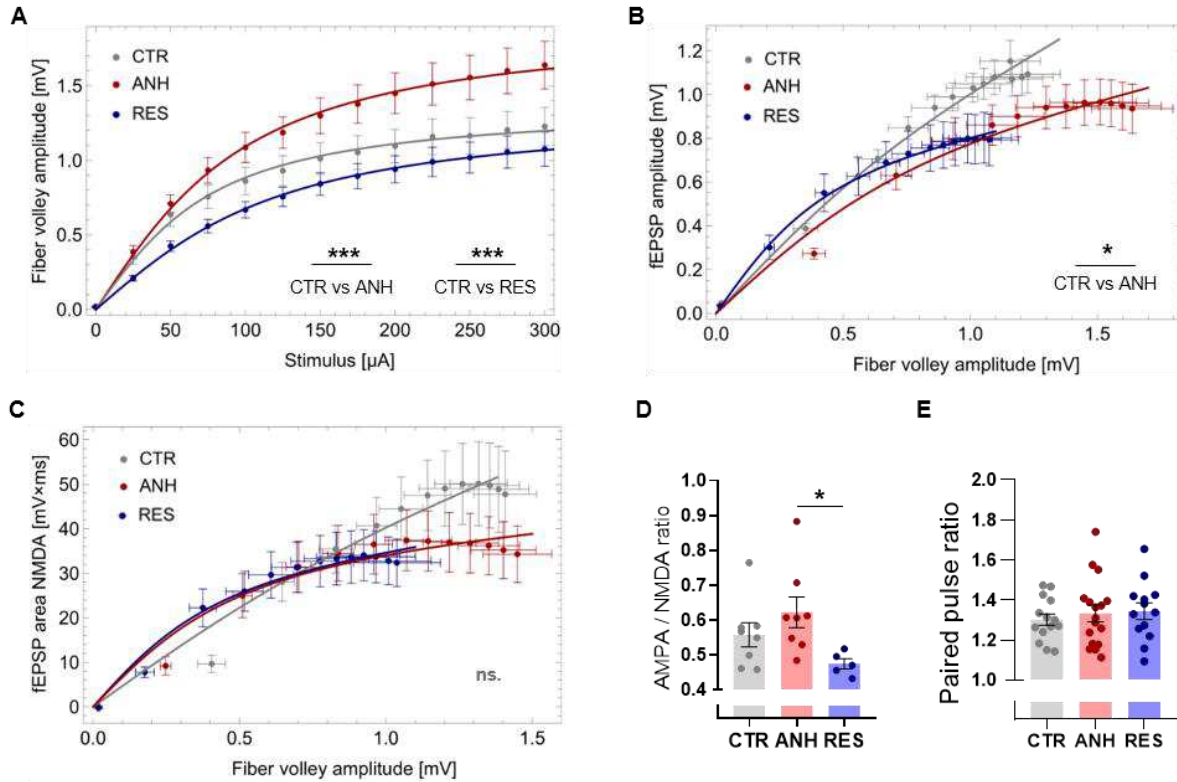 A
CTR
ANH
RES
Fiber volley amplitude [mV]
1.5
1.0
0.5
0.0
***
CTR vs ANH
***
CTR vs RES
0 50 100 150 200 250 300
Stimulus [µA]
B
CTR
ANH
RES
fEPSP amplitude [mV]
1.2
1.0
0.8
0.6
0.4
0.2
0.0
*
CTR vs ANH
0.0 0.5 1.0 1.5
Fiber volley amplitude [mV]
C
CTR
ANH
RES
fEPSP area NMDA [mV×ms]
60
50
40
30
20
10
0
ns.
0.0 0.5 1.0 1.5
Fiber volley amplitude [mV]
D
AMPA / NMDA ratio
1.0
0.9
0.8
0.7
0.6
0.5
0.4
*
CTR ANH RES
E
Paired pulse ratio
2.0
1.8
1.6
1.4
1.2
1.0
CTR ANH RES